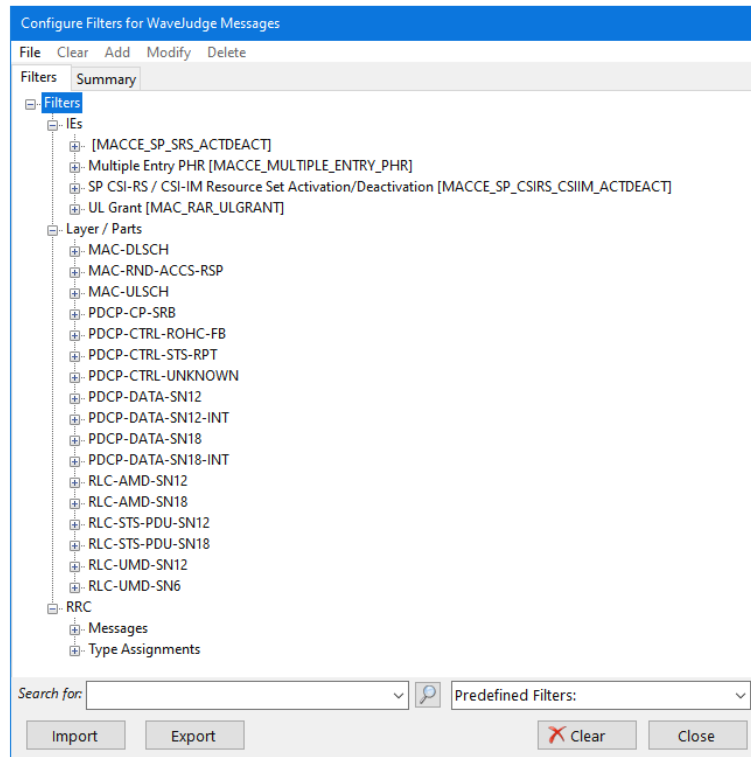 Configure Filters for WaveJudge Messages
File Clear Add Modify Delete
Filters Summary
Filters
IEs
[MACCE_SP_SRS_ACTDEACT]
Multiple Entry PHR [MACCE_MULTIPLE_ENTRY_PHR]
SP CSI-RS / CSI-IM Resource Set Activation/Deactivation [MACCE_SP_CSIRS_CSIIM_ACTDEACT]
UL Grant [MAC_RAR_ULGRANT]
Layer / Parts
MAC-DLSCH
MAC-RND-ACCS-RSP
MAC-ULSCH
PDCP-CP-SRB
PDCP-CTRL-ROHC-FB
PDCP-CTRL-STS-RPT
PDCP-CTRL-UNKNOWN
PDCP-DATA-SN12
PDCP-DATA-SN12-INT
PDCP-DATA-SN18
PDCP-DATA-SN18-INT
RLC-AMD-SN12
RLC-AMD-SN18
RLC-STS-PDU-SN12
RLC-STS-PDU-SN18
RLC-UMD-SN12
RLC-UMD-SN6
RRC
Messages
Type Assignments
Search for: Predefined Filters:
Import Export Clear Close